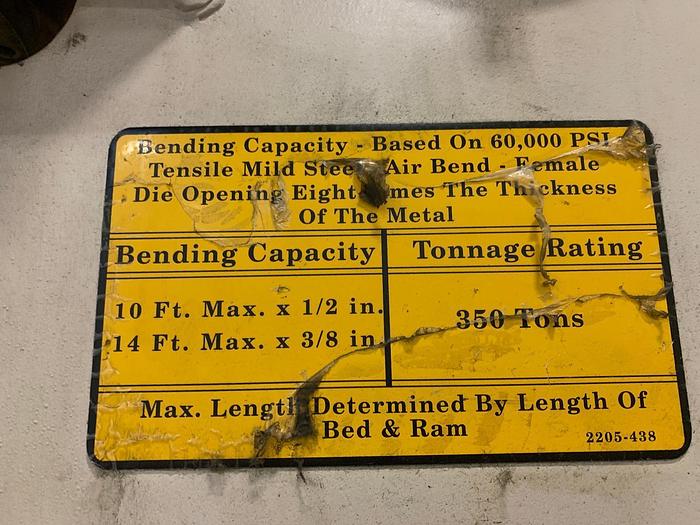 Bending Capacity - Based On 60,000 PSI
Tensile Mild Steel Air Bend - Female
Die Opening Eight Times The Thickness
Of The Metal
Bending Capacity
Tonnage Rating
10 Ft. Max. x 1/2 in.
14 Ft. Max. x 3/8 in.
350 Tons
Max. Length Determined By Length Of
Bed & Ram
2205-438